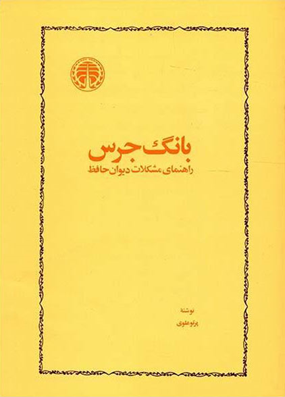 بانگ جرس
راهنمای مشکلات دیوان حافظ
نوشتهٔ
پرتو علوی